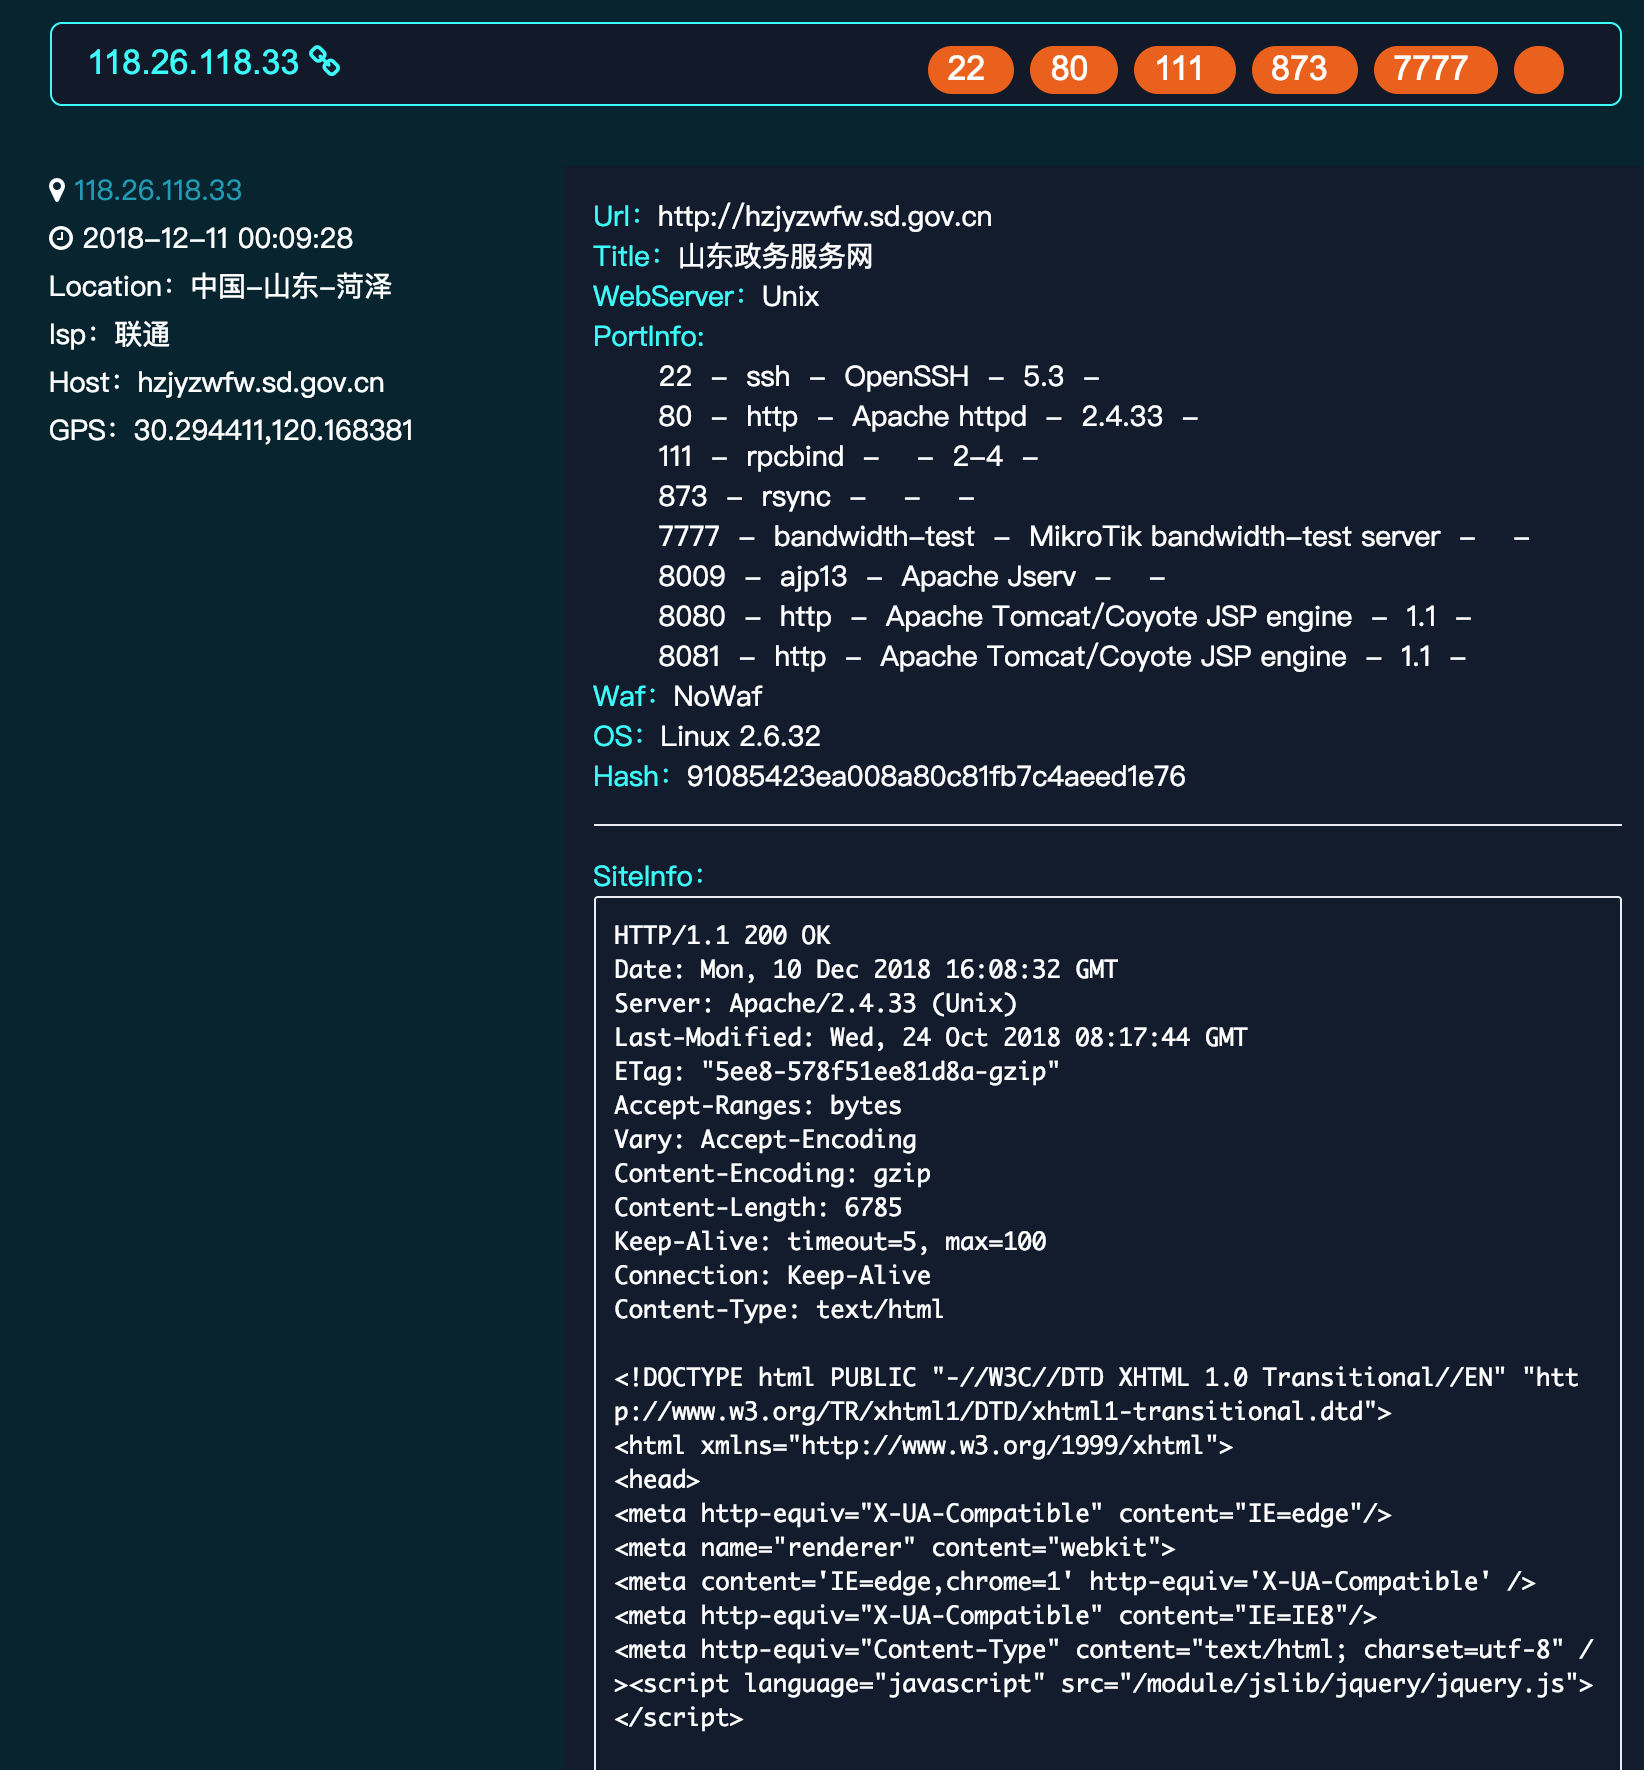 118.26.118.33
22 80 111 873 7777
118.26.118.33
2018-12-11 00:09:28
Location：中国-山东-菏泽
Isp：联通
Host：hzjyzwfw.sd.gov.cn
GPS：30.294411,120.168381
Url：http://hzjyzwfw.sd.gov.cn
Title：山东政务服务网
WebServer：Unix
PortInfo:
22 - ssh - OpenSSH - 5.3 -
80 - http - Apache httpd - 2.4.33 -
111 - rpcbind - - 2-4 -
873 - rsync - - -
7777 - bandwidth-test - MikroTik bandwidth-test server - -
8009 - ajp13 - Apache Jserv - -
8080 - http - Apache Tomcat/Coyote JSP engine - 1.1 -
8081 - http - Apache Tomcat/Coyote JSP engine - 1.1 -
Waf：NoWaf
OS：Linux 2.6.32
Hash：91085423ea008a80c81fb7c4aeed1e76
SiteInfo：
HTTP/1.1 200 OK
Date: Mon, 10 Dec 2018 16:08:32 GMT
Server: Apache/2.4.33 (Unix)
Last-Modified: Wed, 24 Oct 2018 08:17:44 GMT
ETag: "5ee8-578f51ee81d8a-gzip"
Accept-Ranges: bytes
Vary: Accept-Encoding
Content-Encoding: gzip
Content-Length: 6785
Keep-Alive: timeout=5, max=100
Connection: Keep-Alive
Content-Type: text/html
<!DOCTYPE html PUBLIC "-//W3C//DTD XHTML 1.0 Transitional//EN" "htt
p://www.w3.org/TR/xhtml1/DTD/xhtml1-transitional.dtd">
<html xmlns="http://www.w3.org/1999/xhtml">
<head>
<meta http-equiv="X-UA-Compatible" content="IE=edge"/>
<meta name="renderer" content="webkit">
<meta content='IE=edge,chrome=1' http-equiv='X-UA-Compatible' />
<meta http-equiv="X-UA-Compatible" content="IE=IE8"/>
<meta http-equiv="Content-Type" content="text/html; charset=utf-8" /
><script language="javascript" src="/module/jslib/jquery/jquery.js">
</script>